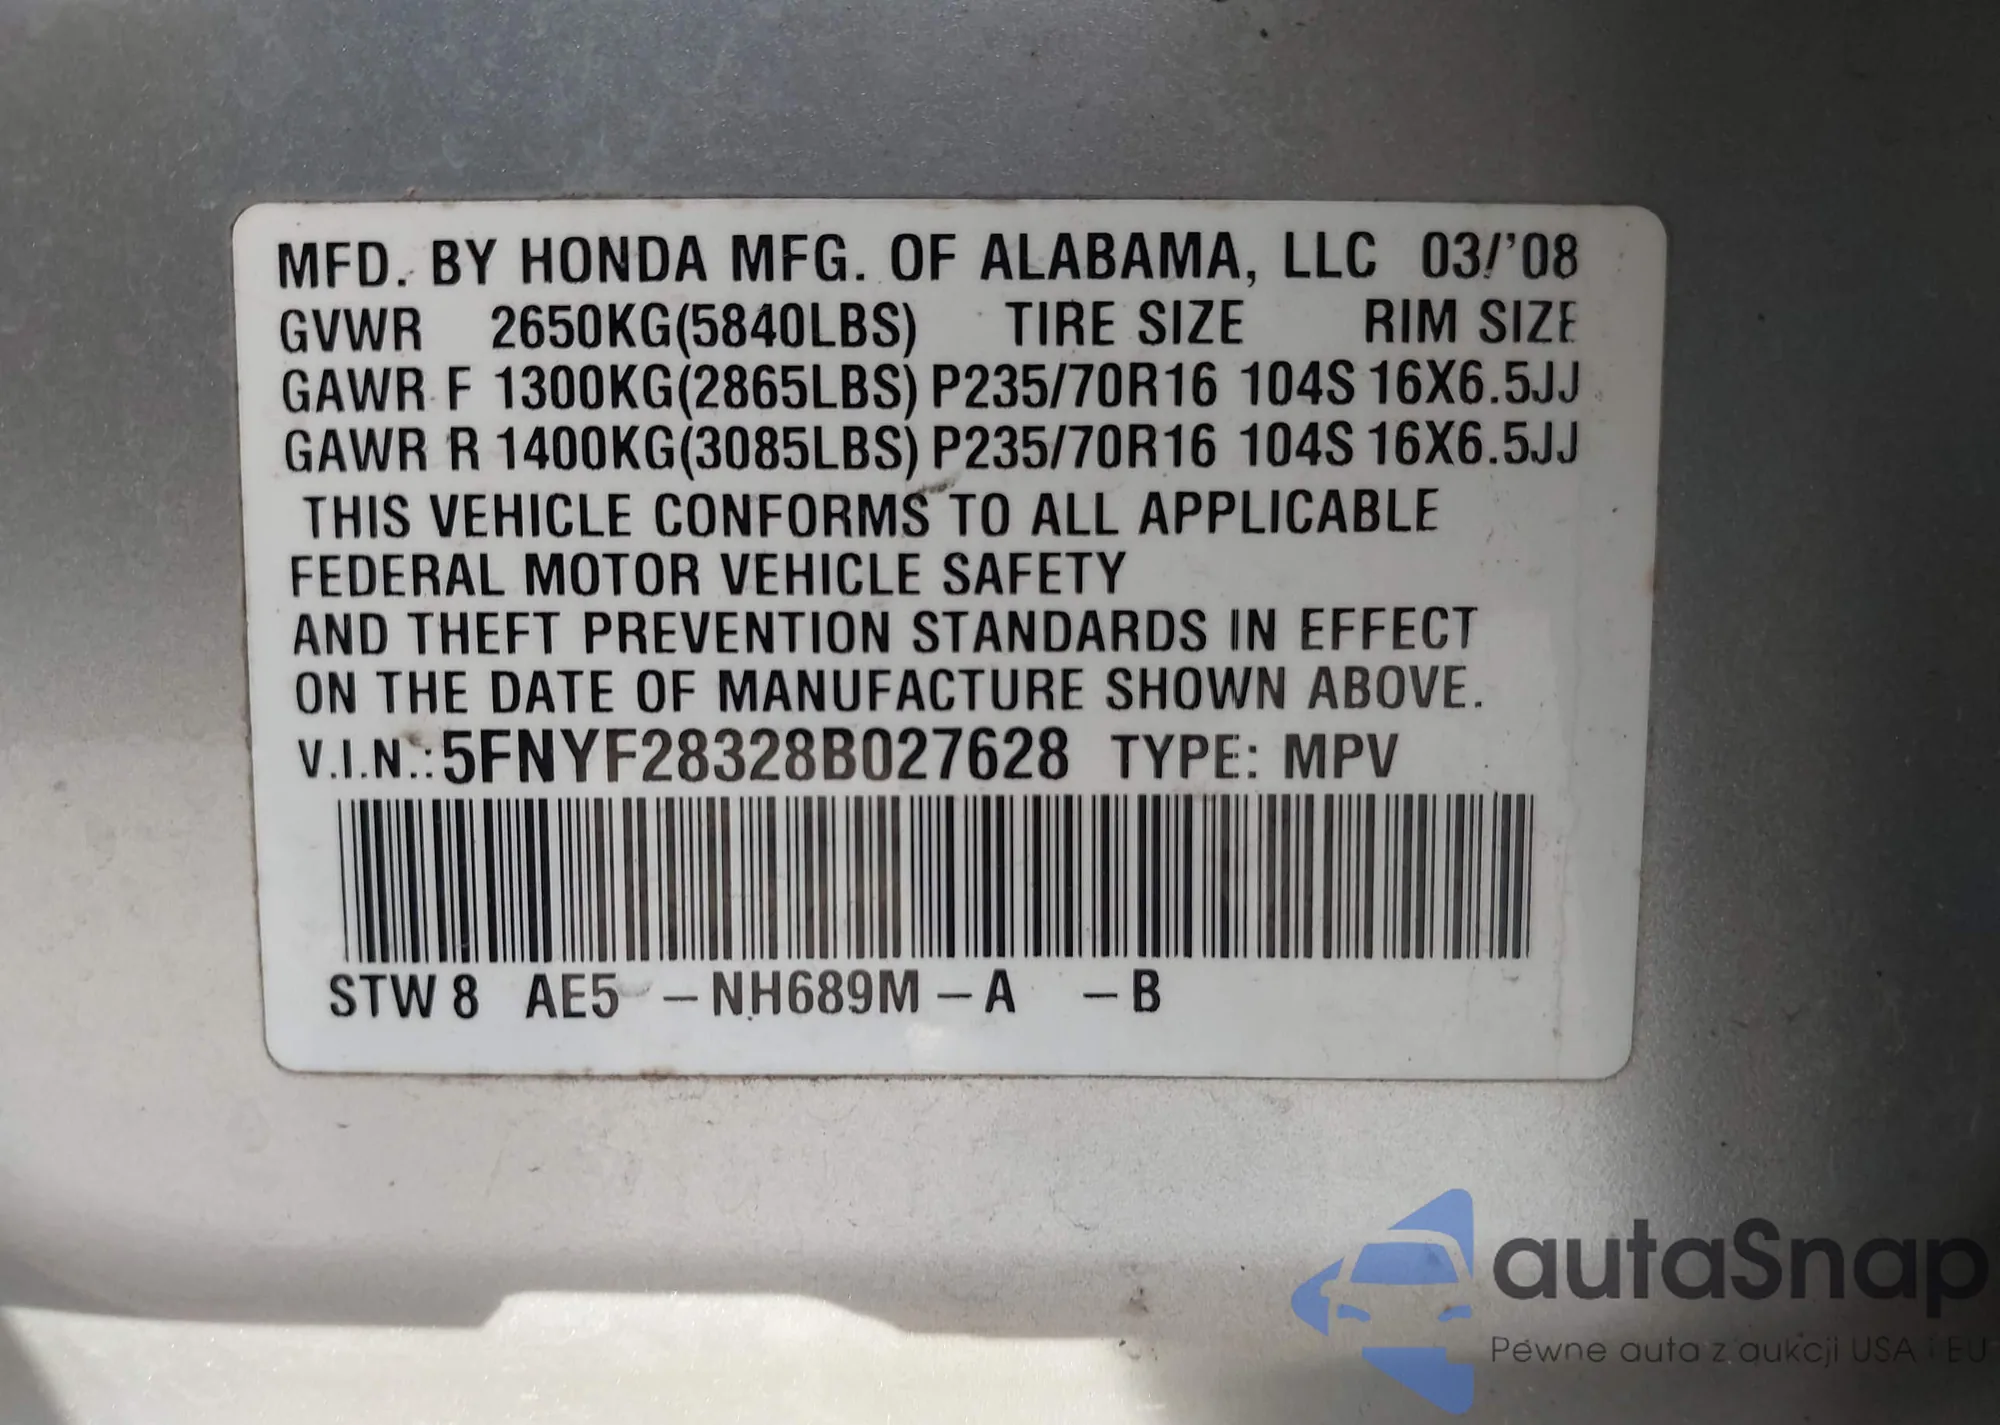 MFD. BY HONDA MFG. OF ALABAMA, LLC 03/'08
GVWR 2650KG(5840LBS) TIRE SIZE RIM SIZE
GAWR F 1300KG(2865LBS) P235/70R16 104S 16X6.5JJ
GAWR R 1400KG(3085LBS) P235/70R16 104S 16X6.5JJ
THIS VEHICLE CONFORMS TO ALL APPLICABLE
FEDERAL MOTOR VEHICLE SAFETY
AND THEFT PREVENTION STANDARDS IN EFFECT
ON THE DATE OF MANUFACTURE SHOWN ABOVE.
V.I.N.: 5FNYF28328B027628 TYPE: MPV
STW 8 AE5 – NH689M – A – B
autaSnap
Pewne auta z aukcji USA i EU